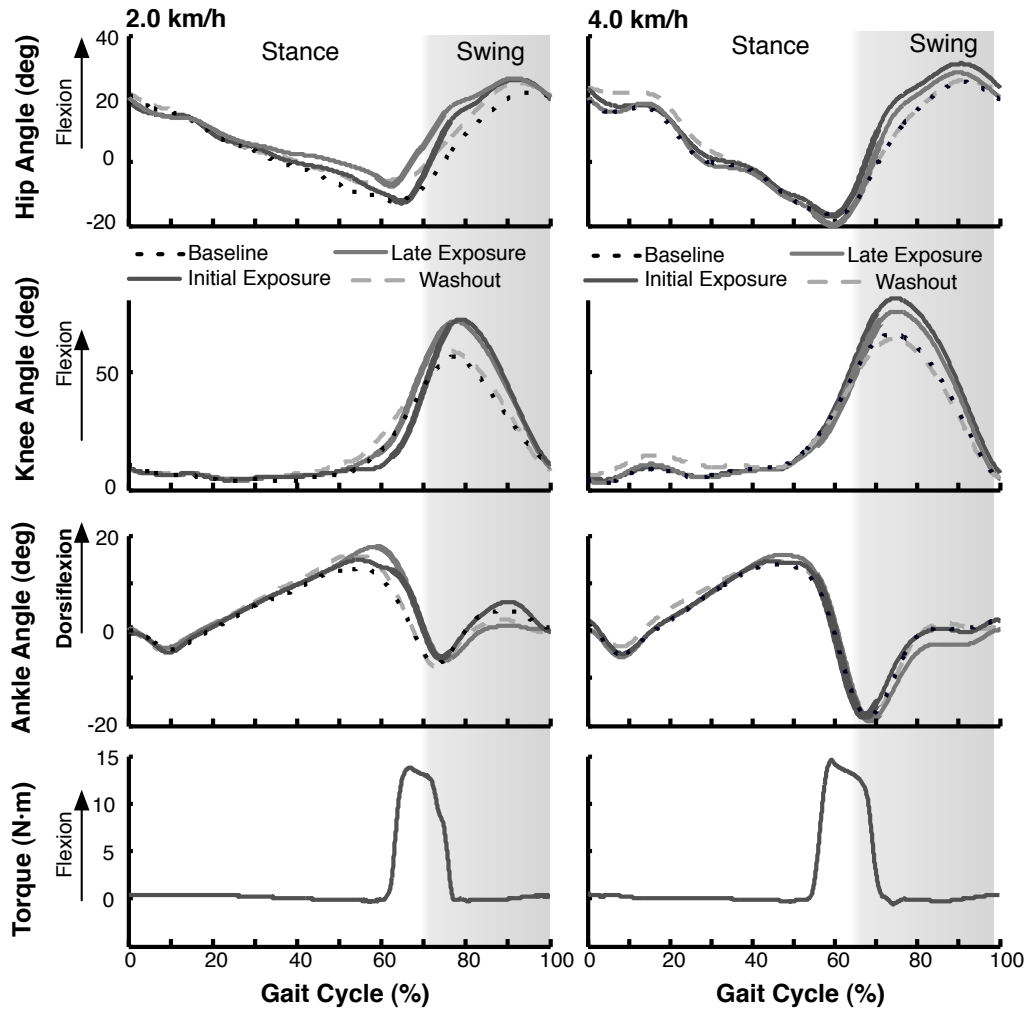 2.0 km/h
4.0 km/h
Hip Angle (deg)
Flexion
40
20
0
-20
Stance
Swing
Stance
Swing
Baseline
Late Exposure
Initial Exposure
Washout
Baseline
Late Exposure
Initial Exposure
Washout
Knee Angle (deg)
Flexion
50
0
Ankle Angle (deg)
Dorsiflexion
20
0
-20
Torque (N·m)
Flexion
15
10
5
0
0 20 40 60 80 100
0 20 40 60 80 100
Gait Cycle (%)
Gait Cycle (%)